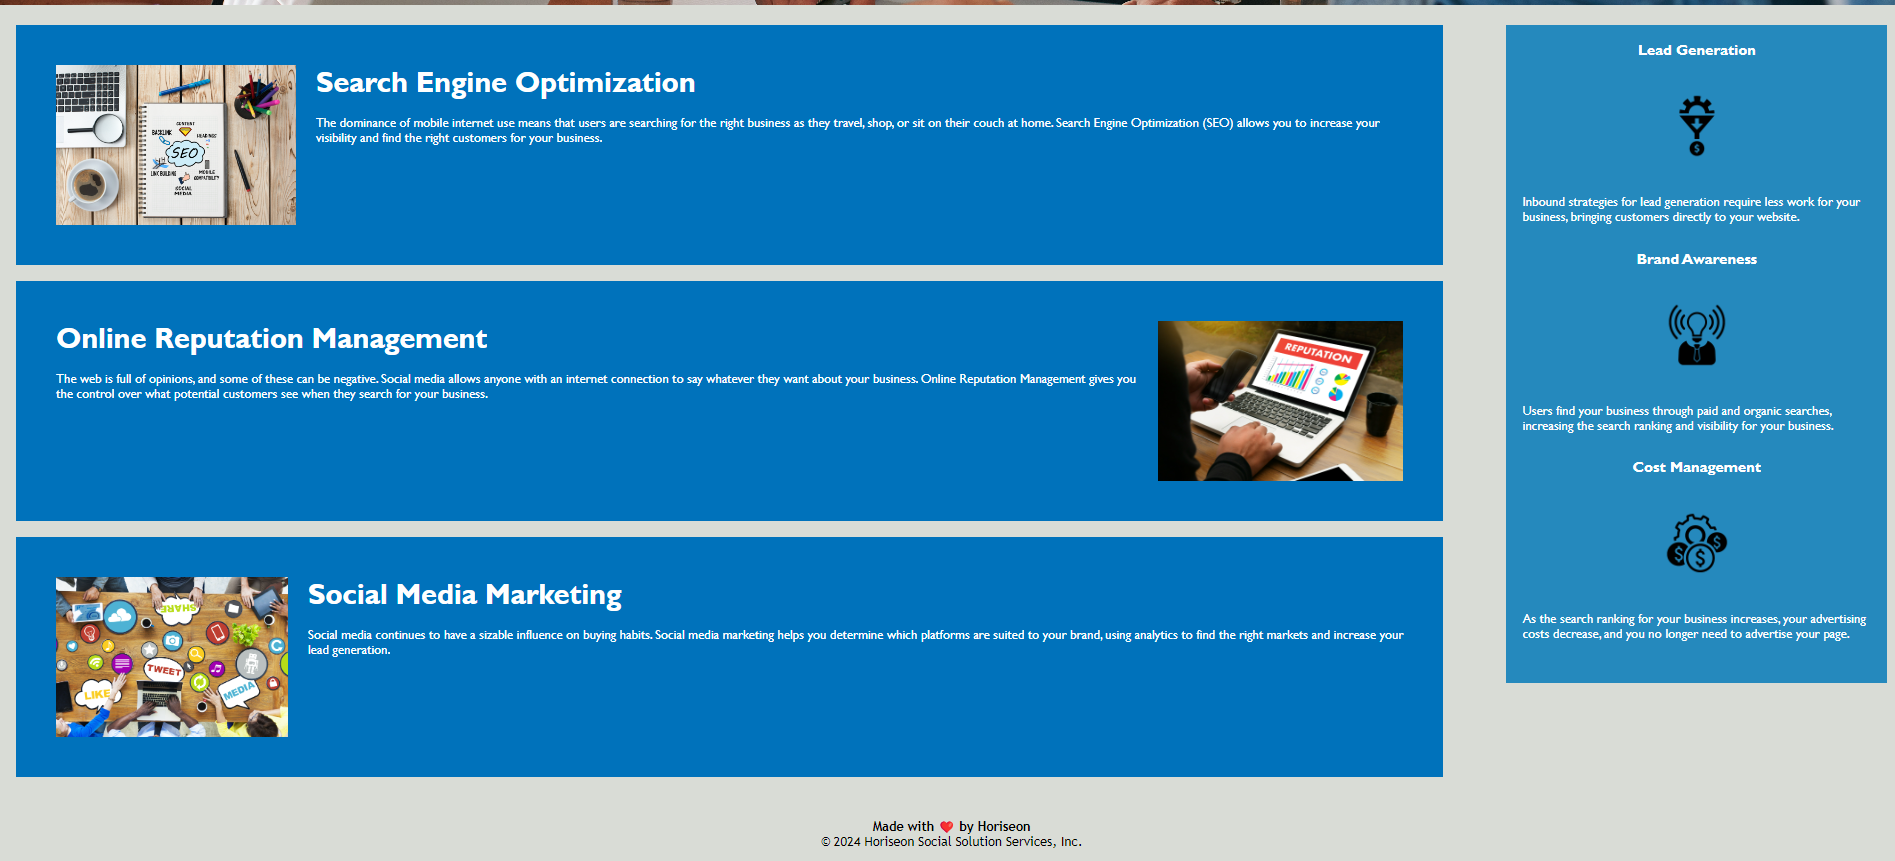 Search Engine Optimization
The dominance of mobile internet use means that users are searching for the right business as they travel, shop, or sit on their couch at home. Search Engine Optimization (SEO) allows you to increase your
visibility and find the right customers for your business.
CONTENT
BACKLINK
HEADINGS
SEO
LINK BUILDING
MOBILE
COMPATIBILITY
SOCIAL
MEDIA
Online Reputation Management
The web is full of opinions, and some of these can be negative. Social media allows anyone with an internet connection to say whatever they want about your business. Online Reputation Management gives you
the control over what potential customers see when they search for your business.
REPUTATION
Social Media Marketing
Social media continues to have a sizable influence on buying habits. Social media marketing helps you determine which platforms are suited to your brand, using analytics to find the right markets and increase your
lead generation.
SHARE
TWEET
LIKE
MEDIA
Lead Generation
Inbound strategies for lead generation require less work for your
business, bringing customers directly to your website.
Brand Awareness
Users find your business through paid and organic searches,
increasing the search ranking and visibility for your business.
Cost Management
As the search ranking for your business increases, your advertising
costs decrease, and you no longer need to advertise your page.
Made with ❤️ by Horiseon
© 2024 Horiseon Social Solution Services, Inc.